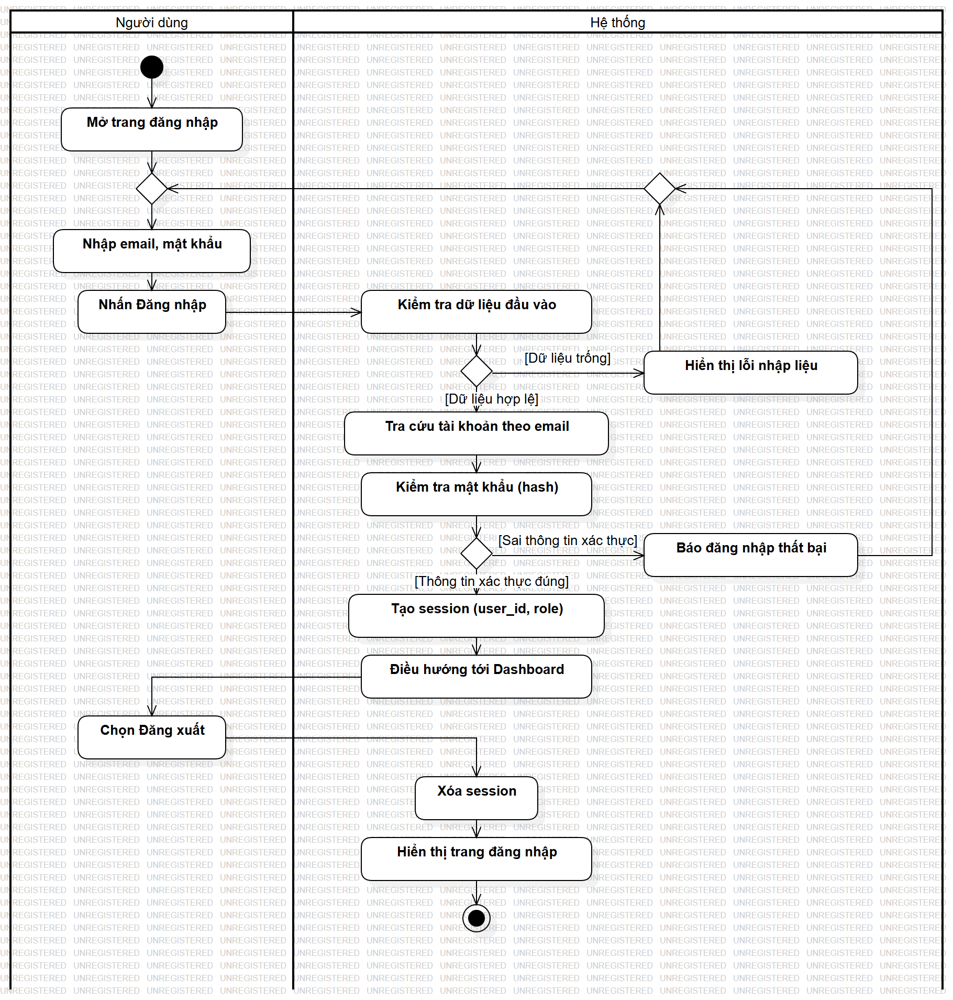 Người dùng
Hệ thống
Mở trang đăng nhập
Nhập email, mật khẩu
Nhấn Đăng nhập
Kiểm tra dữ liệu đầu vào
[Dữ liệu trống]
Hiển thị lỗi nhập liệu
[Dữ liệu hợp lệ]
Tra cứu tài khoản theo email
Kiểm tra mật khẩu (hash)
[Sai thông tin xác thực]
Báo đăng nhập thất bại
[Thông tin xác thực đúng]
Tạo session (user_id, role)
Điều hướng tới Dashboard
Chọn Đăng xuất
Xóa session
Hiển thị trang đăng nhập
UNREGISTERED